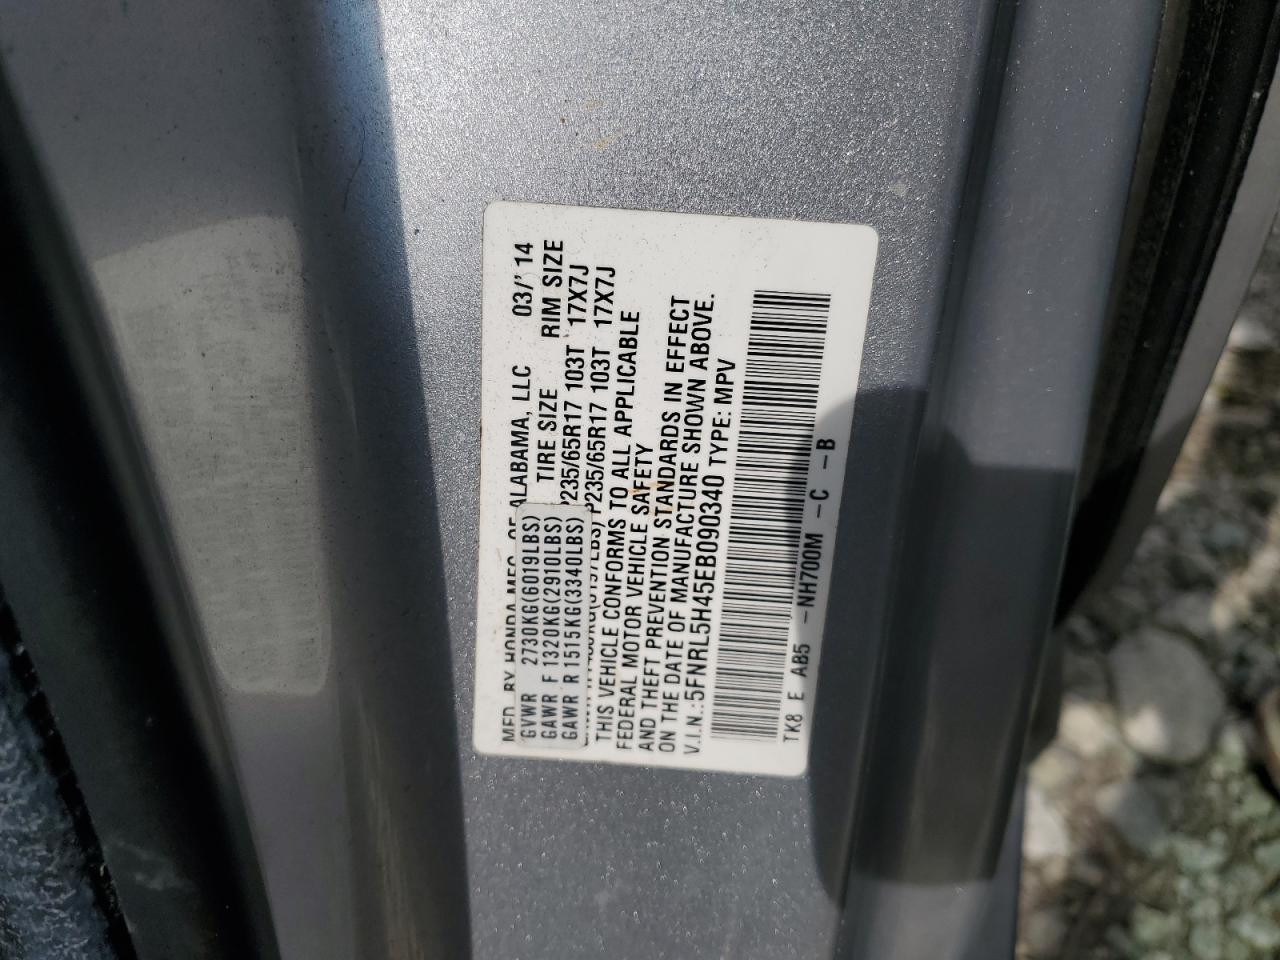 MFD. BY HONDA MFG. OF ALABAMA, LLC 03/'14
GVWR 2730KG(6019LBS) TIRE SIZE RIM SIZE
GAWR F 1320KG(2910LBS) P235/65R17 103T 17X7J
GAWR R 1515KG(3340LBS) P235/65R17 103T 17X7J
THIS VEHICLE CONFORMS TO ALL APPLICABLE
FEDERAL MOTOR VEHICLE SAFETY
AND THEFT PREVENTION STANDARDS IN EFFECT
ON THE DATE OF MANUFACTURE SHOWN ABOVE.
V.I.N.:5FNRL5H45EB090340 TYPE: MPV
TK8 E AB5 -NH700M -C -B